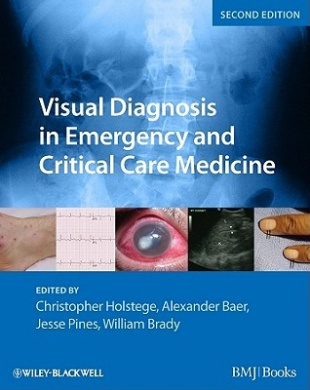 SECOND EDITION
Visual Diagnosis
in Emergency and
Critical Care Medicine
EDITED BY
Christopher Holstege, Alexander Baer,
Jesse Pines, William Brady
WILEY-BLACKWELL
BMJ|Books